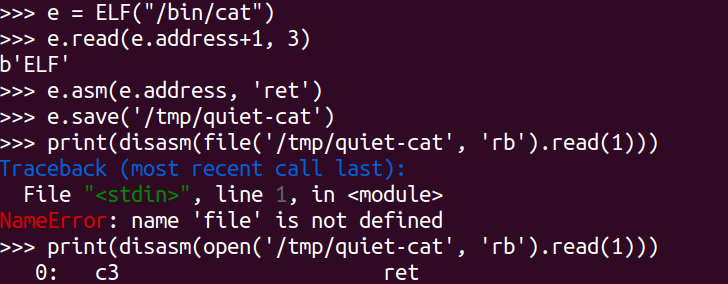 >>> e = ELF("/bin/cat")
>>> e.read(e.address+1, 3)
b'ELF'
>>> e.asm(e.address, 'ret')
>>> e.save('/tmp/quiet-cat')
>>> print(disasm(file('/tmp/quiet-cat', 'rb').read(1)))
Traceback (most recent call last):
  File "<stdin>", line 1, in <module>
NameError: name 'file' is not defined
>>> print(disasm(open('/tmp/quiet-cat', 'rb').read(1)))
   0:   c3                      ret